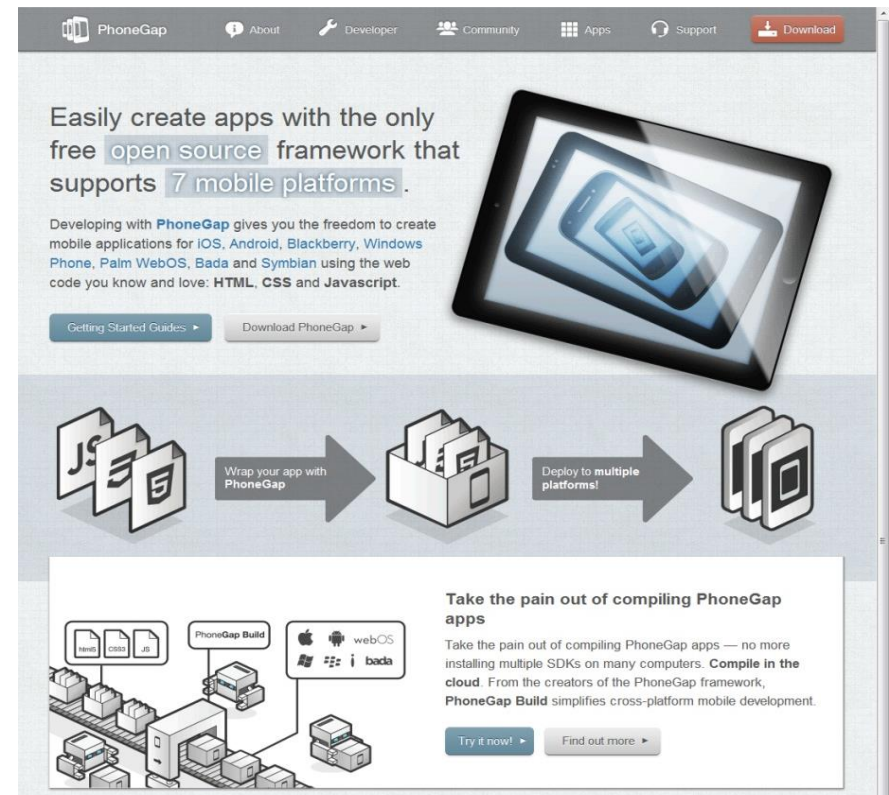 PhoneGap
About
Developer
Community
Apps
Support
Download
Easily create apps with the only
free open source framework that
supports 7 mobile platforms.
Developing with PhoneGap gives you the freedom to create
mobile applications for iOS, Android, Blackberry, Windows
Phone, Palm WebOS, Bada and Symbian using the web
code you know and love: HTML, CSS and Javascript.
Getting Started Guides
Download PhoneGap
JS
3
5
Wrap your app with
PhoneGap
JS
Deploy to multiple
platforms!
html5
CSS3
JS
PhoneGap Build
webOS
bada
Take the pain out of compiling PhoneGap
apps
Take the pain out of compiling PhoneGap apps — no more
installing multiple SDKs on many computers. Compile in the
cloud. From the creators of the PhoneGap framework,
PhoneGap Build simplifies cross-platform mobile development.
Try it now!
Find out more